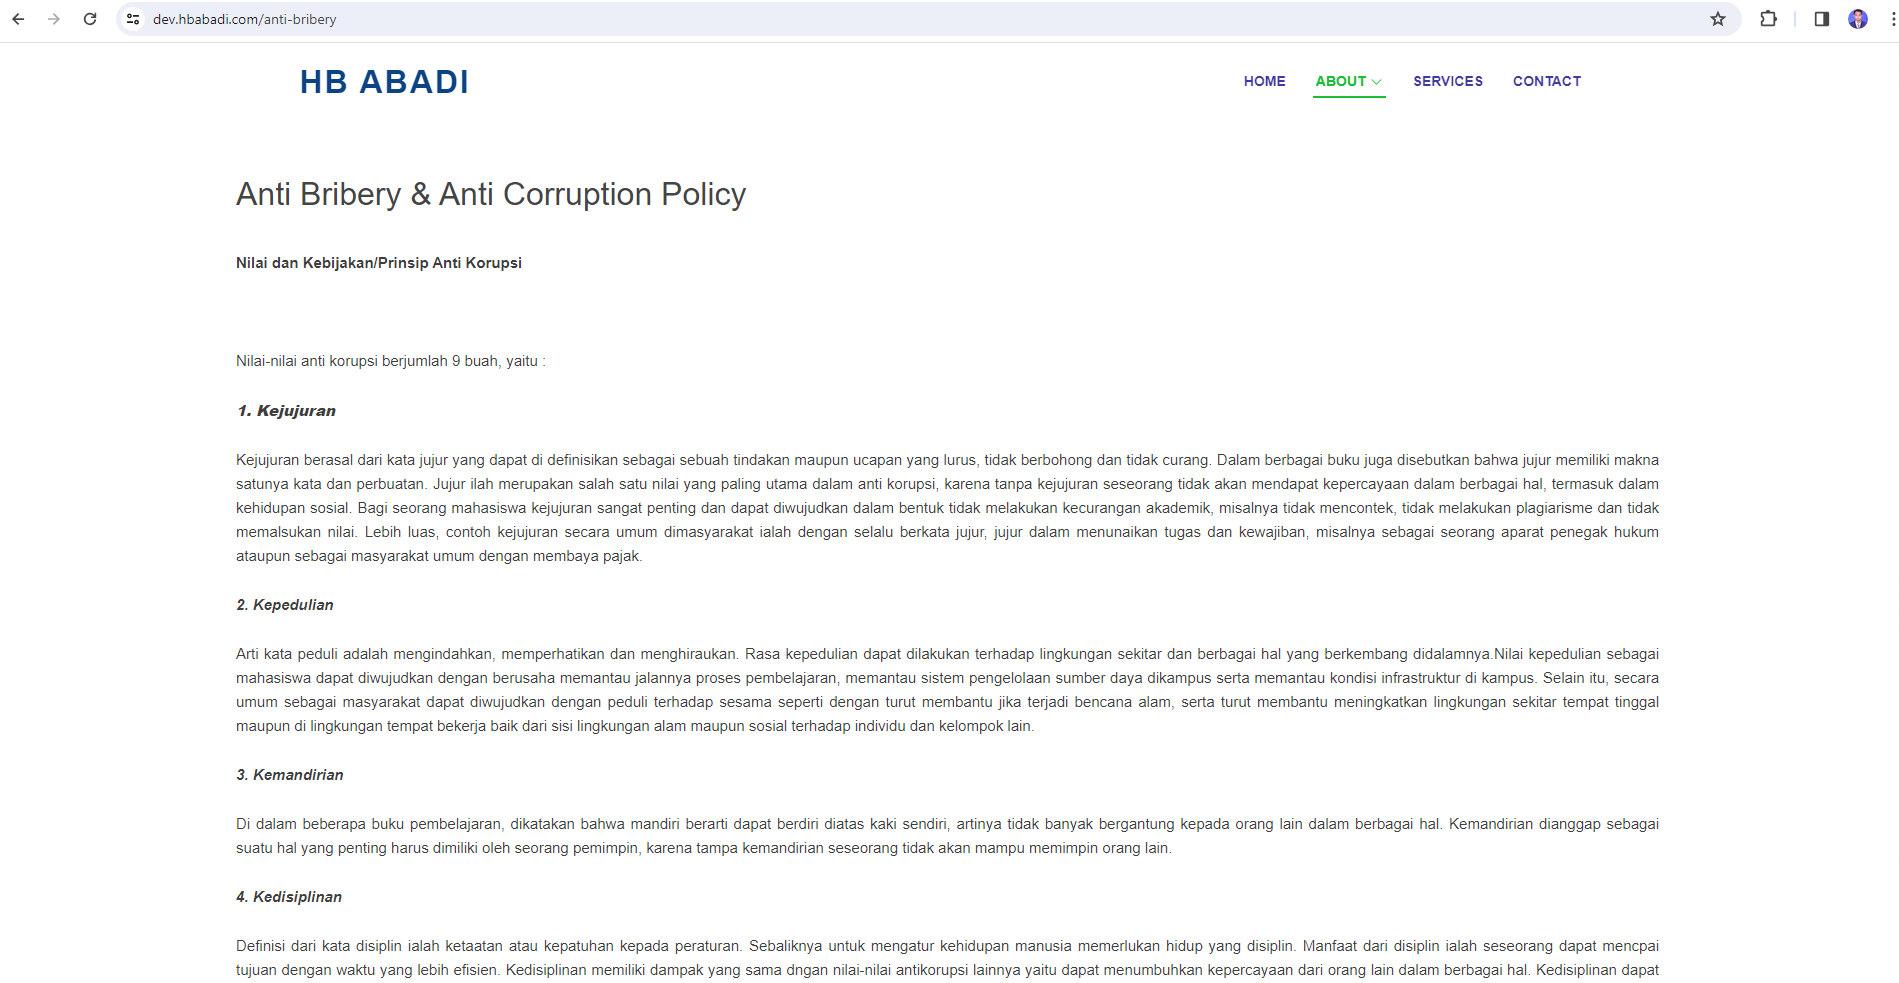 dev.hbabadi.com/anti-bribery
HB ABADI
HOME ABOUT SERVICES CONTACT
Anti Bribery & Anti Corruption Policy
Nilai dan Kebijakan/Prinsip Anti Korupsi
Nilai-nilai anti korupsi berjumlah 9 buah, yaitu :
1. Kejujuran
Kejujuran berasal dari kata jujur yang dapat di definisikan sebagai sebuah tindakan maupun ucapan yang lurus, tidak berbohong dan tidak curang. Dalam berbagai buku juga disebutkan bahwa jujur memiliki makna
satunya kata dan perbuatan. Jujur ilah merupakan salah satu nilai yang paling utama dalam anti korupsi, karena tanpa kejujuran seseorang tidak akan mendapat kepercayaan dalam berbagai hal, termasuk dalam
kehidupan sosial. Bagi seorang mahasiswa kejujuran sangat penting dan dapat diwujudkan dalam bentuk tidak melakukan kecurangan akademik, misalnya tidak mencontek, tidak melakukan plagiarisme dan tidak
memalsukan nilai. Lebih luas, contoh kejujuran secara umum dimasyarakat ialah dengan selalu berkata jujur, jujur dalam menunaikan tugas dan kewajiban, misalnya sebagai seorang aparat penegak hukum
ataupun sebagai masyarakat umum dengan membaya pajak.
2. Kepedulian
Arti kata peduli adalah mengindahkan, memperhatikan dan menghiraukan. Rasa kepedulian dapat dilakukan terhadap lingkungan sekitar dan berbagai hal yang berkembang didalamnya.Nilai kepedulian sebagai
mahasiswa dapat diwujudkan dengan berusaha memantau jalannya proses pembelajaran, memantau sistem pengelolaan sumber daya dikampus serta memantau kondisi infrastruktur di kampus. Selain itu, secara
umum sebagai masyarakat dapat diwujudkan dengan peduli terhadap sesama seperti dengan turut membantu jika terjadi bencana alam, serta turut membantu meningkatkan lingkungan sekitar tempat tinggal
maupun di lingkungan tempat bekerja baik dari sisi lingkungan alam maupun sosial terhadap individu dan kelompok lain.
3. Kemandirian
Di dalam beberapa buku pembelajaran, dikatakan bahwa mandiri berarti dapat berdiri diatas kaki sendiri, artinya tidak banyak bergantung kepada orang lain dalam berbagai hal. Kemandirian dianggap sebagai
suatu hal yang penting harus dimiliki oleh seorang pemimpin, karena tampa kemandirian seseorang tidak akan mampu memimpin orang lain.
4. Kedisiplinan
Definisi dari kata disiplin ialah ketaatan atau kepatuhan kepada peraturan. Sebaliknya untuk mengatur kehidupan manusia memerlukan hidup yang disiplin. Manfaat dari disiplin ialah seseorang dapat mencpai
tujuan dengan waktu yang lebih efisien. Kedisiplinan memiliki dampak yang sama dngan nilai-nilai antikorupsi lainnya yaitu dapat menumbuhkan kepercayaan dari orang lain dalam berbagai hal. Kedisiplinan dapat